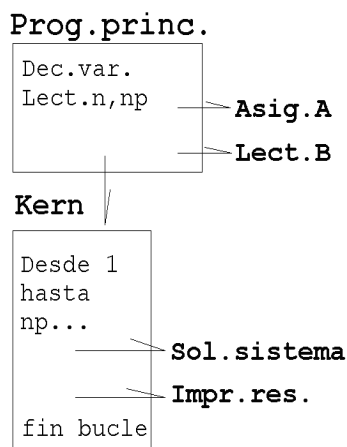 Prog.princ.
Dec.var.
Lect.n,np
Asig.A
Lect.B
Kern
Desde 1
hasta
np...
Sol.sistema
Impr.res.
fin bucle